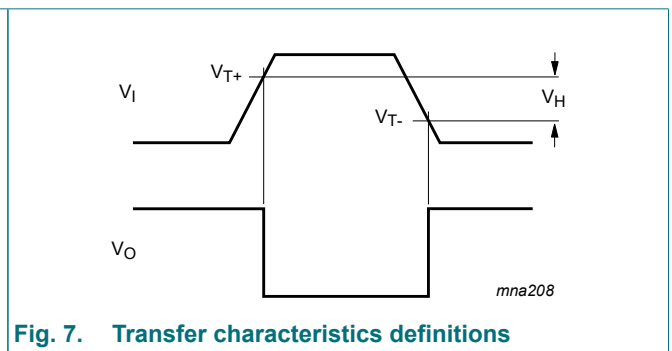 V_T+
V_I
V_H
V_T-
V_O
mna208
Fig. 7. Transfer characteristics definitions